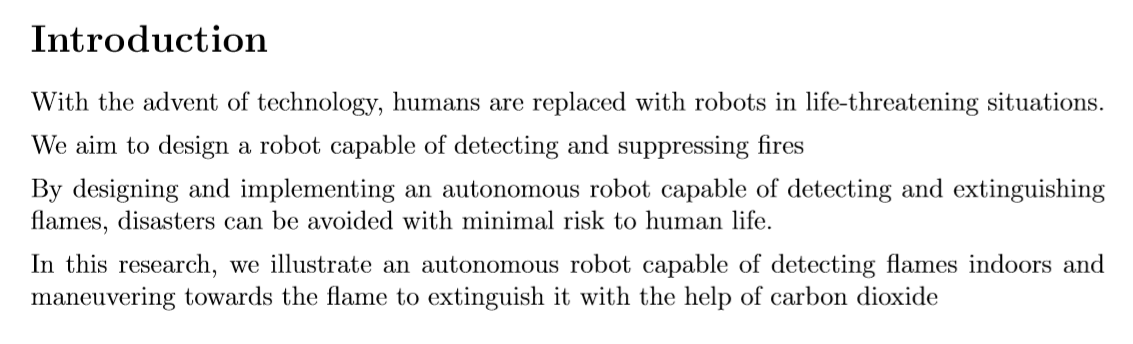 Introduction
With the advent of technology, humans are replaced with robots in life-threatening situations.
We aim to design a robot capable of detecting and suppressing fires
By designing and implementing an autonomous robot capable of detecting and extinguishing
flames, disasters can be avoided with minimal risk to human life.
In this research, we illustrate an autonomous robot capable of detecting flames indoors and
maneuvering towards the flame to extinguish it with the help of carbon dioxide